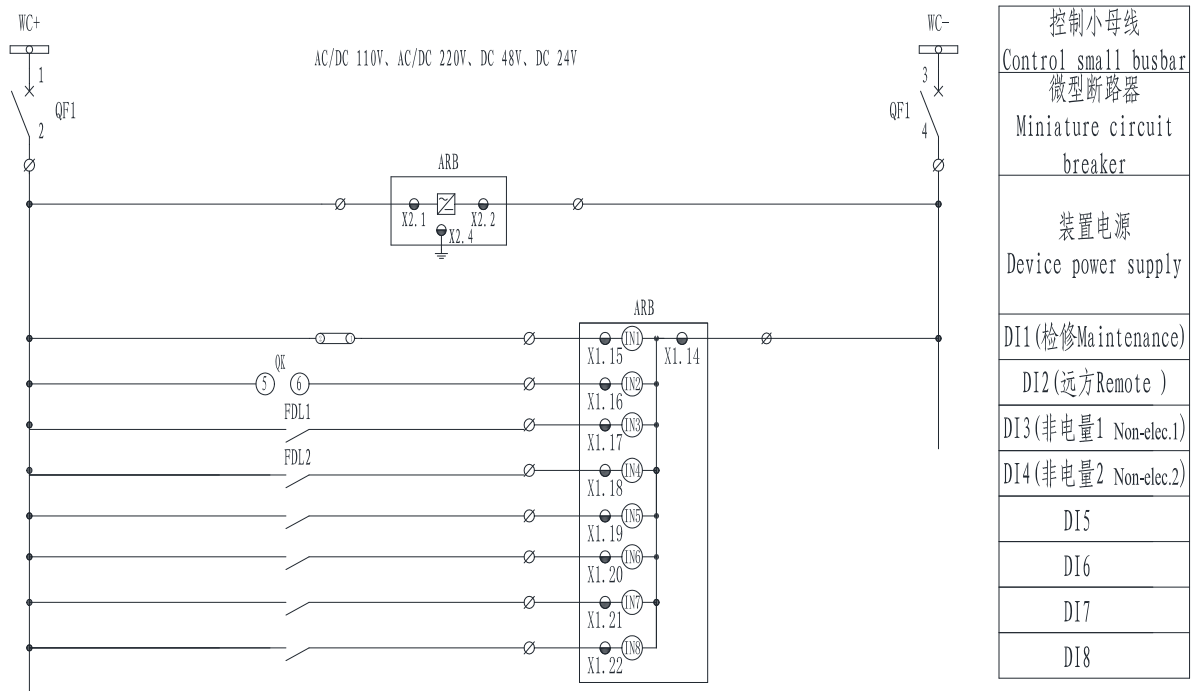 WC+
WC-
AC/DC 110V、AC/DC 220V、DC 48V、DC 24V
1
QF1
2
3
QF1
4
ARB
X2.1
X2.2
X2.4
ARB
IN1
X1.15
X1.14
QK
5
6
IN2
X1.16
FDL1
IN3
X1.17
FDL2
IN4
X1.18
IN5
X1.19
IN6
X1.20
IN7
X1.21
IN8
X1.22
控制小母线
Control small busbar
微型断路器
Miniature circuit
breaker
装置电源
Device power supply
DI1(检修Maintenance)
DI2(远方Remote )
DI3(非电量1 Non-elec.1)
DI4(非电量2 Non-elec.2)
DI5
DI6
DI7
DI8